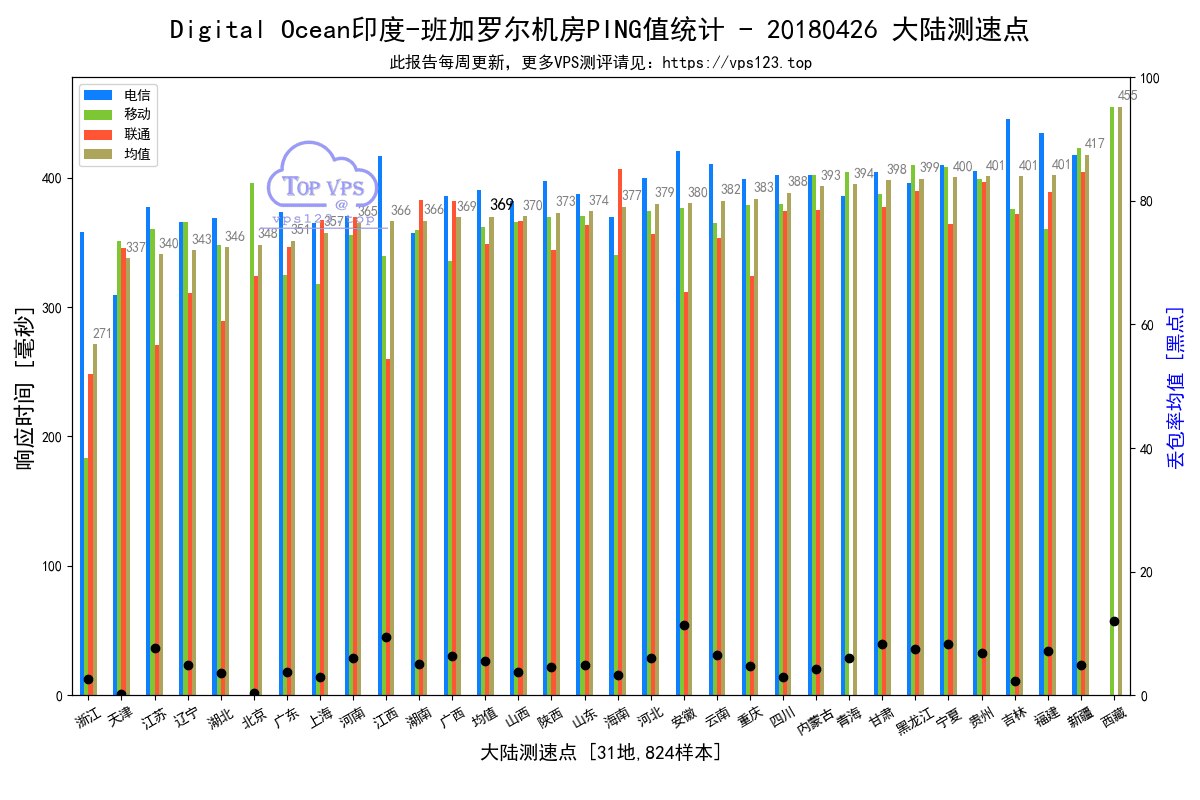 Digital Ocean印度-班加罗尔机房PING值统计 - 20180426 大陆测速点
此报告每周更新，更多VPS测评请见：https://vps123.top
电信
移动
联通
均值
TOP VPS
@
vps123.top
响应时间 [毫秒]
0
100
200
300
400
丢包率均值 [黑点]
0
20
40
60
80
100
271
337
340
343
346
348
351
357
365
366
366
369
369
370
373
374
377
379
380
382
383
388
393
394
398
399
400
401
401
401
417
455
浙江
天津
江苏
辽宁
湖北
北京
广东
上海
河南
江西
湖南
广西
均值
山西
陕西
山东
海南
河北
安徽
云南
重庆
四川
内蒙古
青海
甘肃
黑龙江
宁夏
贵州
吉林
福建
新疆
西藏
大陆测速点 [31地,824样本]